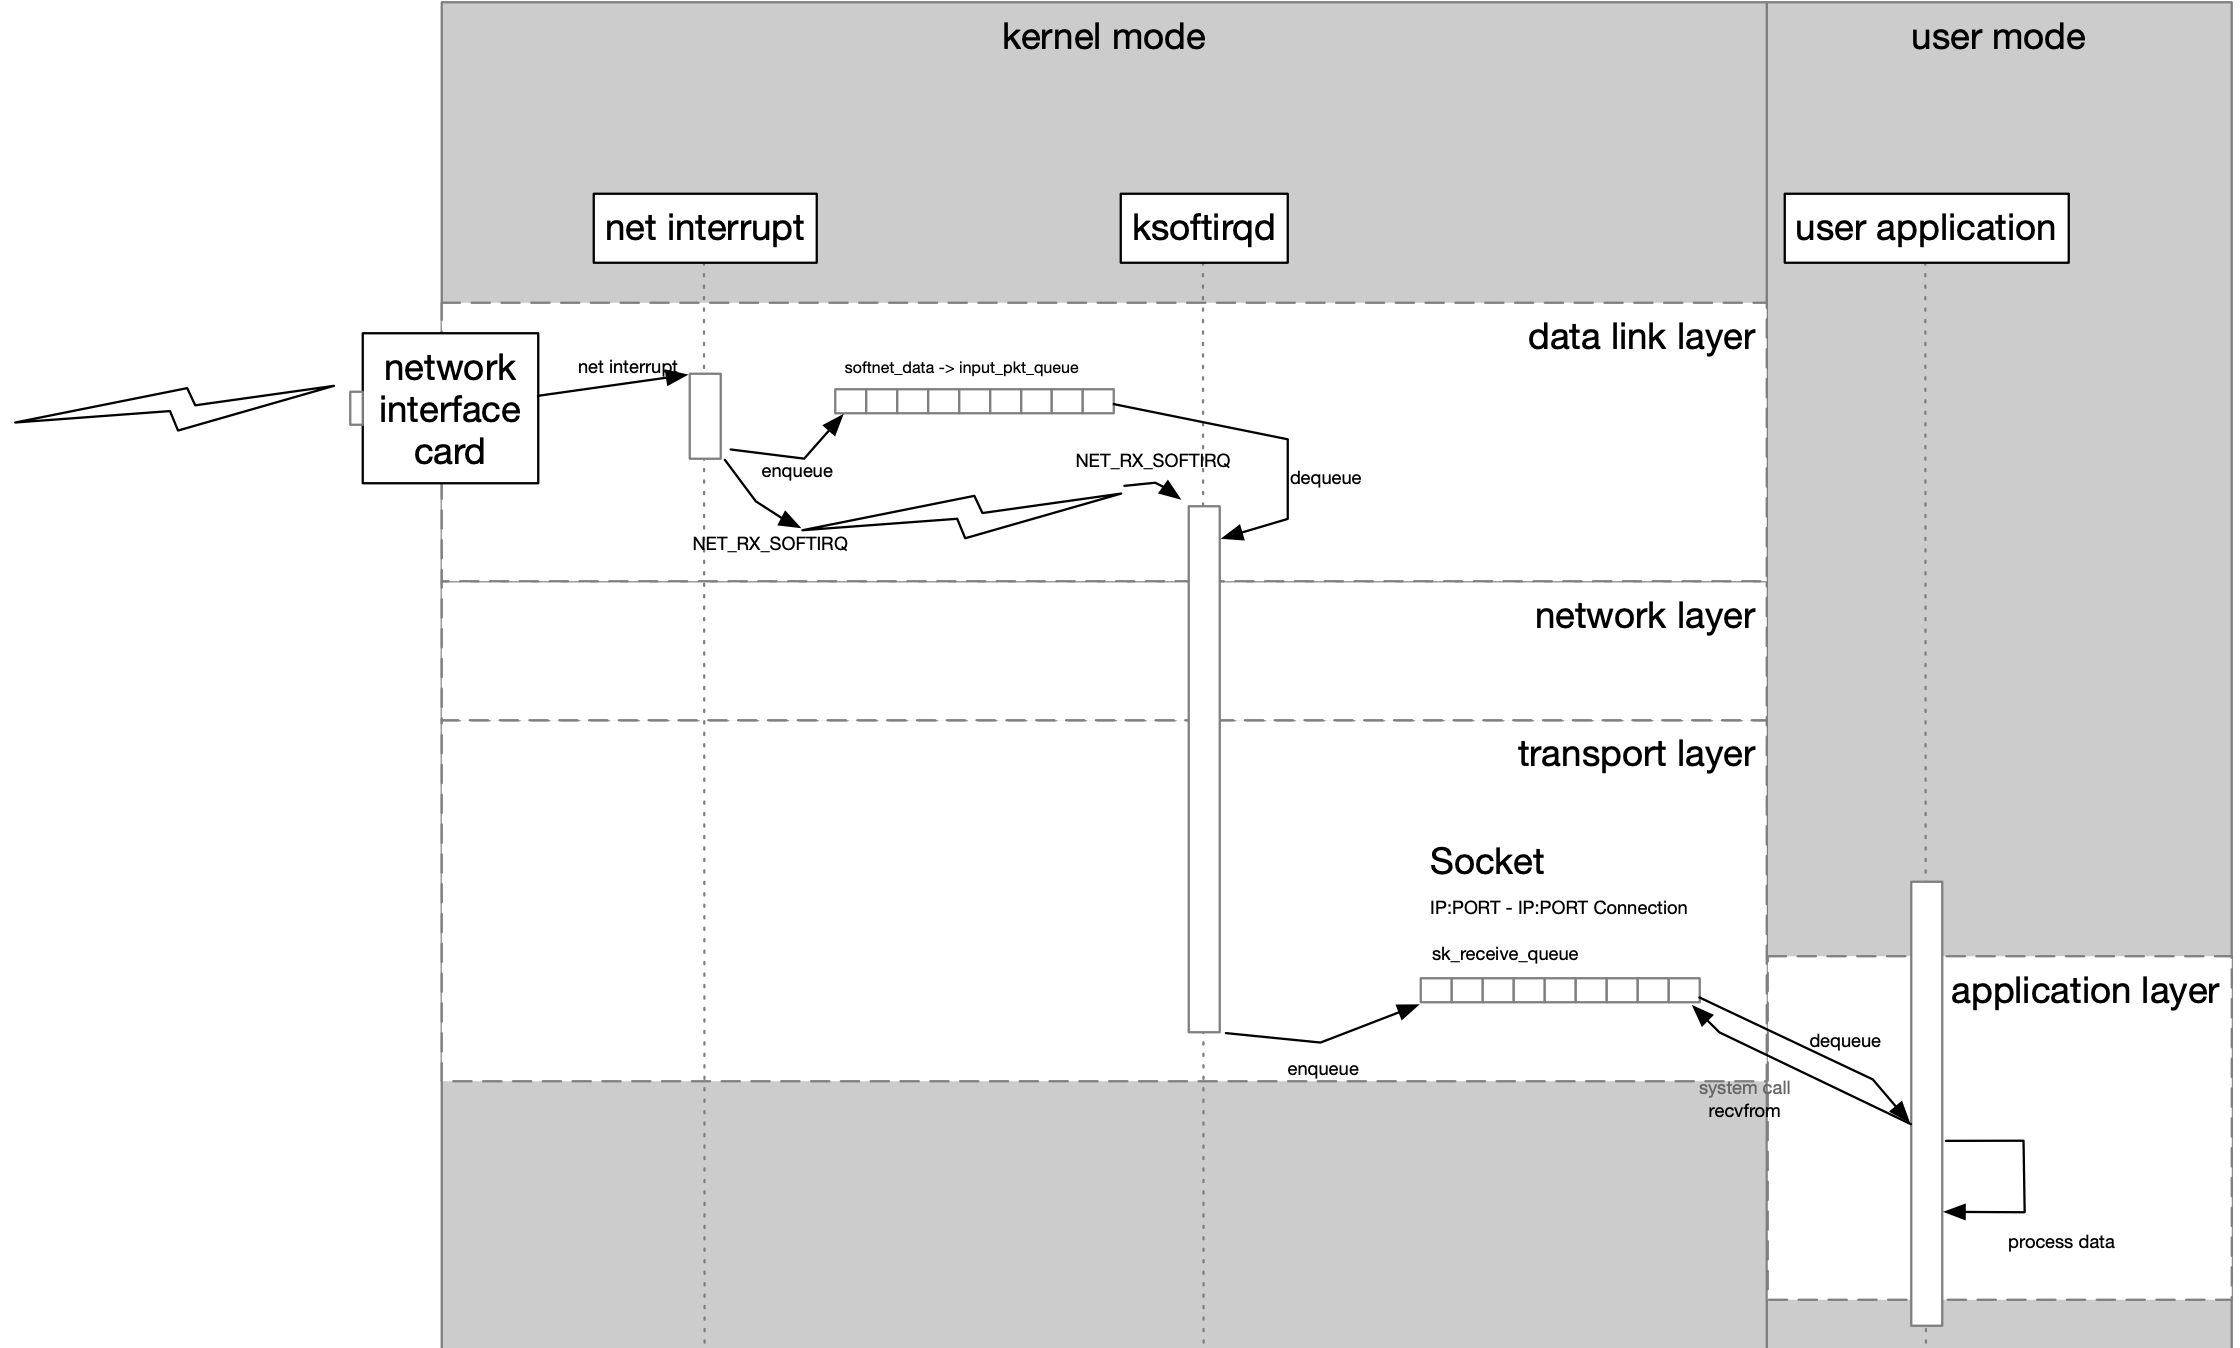 kernel mode
user mode
net interrupt
ksoftirqd
user application
data link layer
network
interface
card
net interrupt
softnet_data -> input_pkt_queue
enqueue
NET_RX_SOFTIRQ
dequeue
NET_RX_SOFTIRQ
network layer
transport layer
Socket
IP:PORT - IP:PORT Connection
sk_receive_queue
application layer
dequeue
enqueue
system call
recvfrom
process data